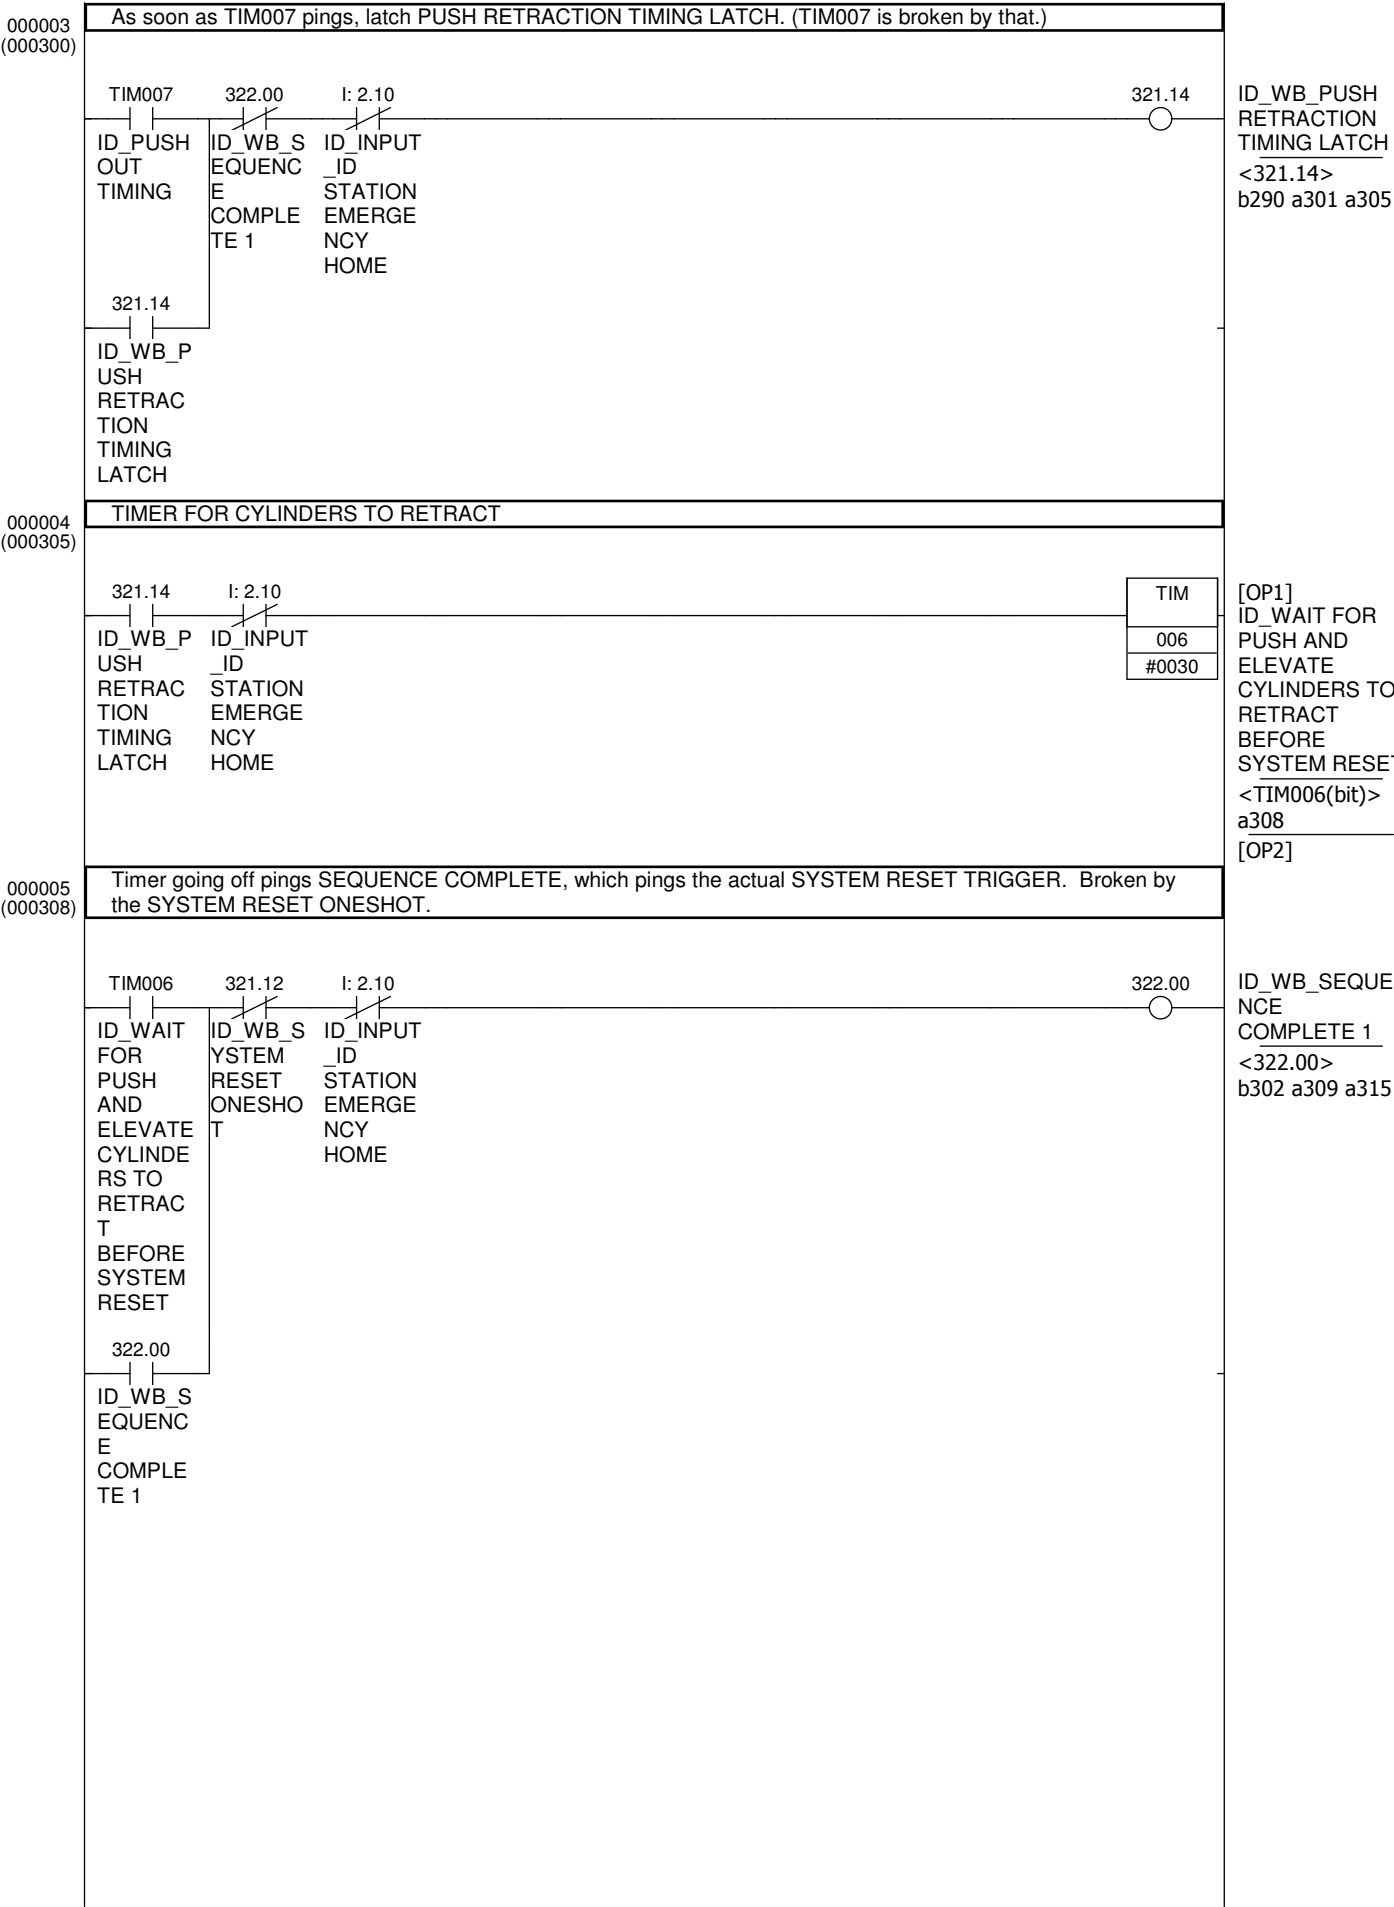 000003
(000300)
As soon as TIM007 pings, latch PUSH RETRACTION TIMING LATCH. (TIM007 is broken by that.)
TIM007
ID_PUSH
OUT
TIMING
322.00
ID_WB_S
EQUENC
E
COMPLE
TE 1
I: 2.10
ID_INPUT
_ID
STATION
EMERGE
NCY
HOME
321.14
ID_WB_PUSH
RETRACTION
TIMING LATCH
<321.14>
b290 a301 a305
321.14
ID_WB_P
USH
RETRAC
TION
TIMING
LATCH
000004
(000305)
TIMER FOR CYLINDERS TO RETRACT
321.14
ID_WB_P
USH
RETRAC
TION
TIMING
LATCH
I: 2.10
ID_INPUT
_ID
STATION
EMERGE
NCY
HOME
TIM
006
#0030
[OP1]
ID_WAIT FOR
PUSH AND
ELEVATE
CYLINDERS TO
RETRACT
BEFORE
SYSTEM RESET
<TIM006(bit)>
a308
[OP2]
000005
(000308)
Timer going off pings SEQUENCE COMPLETE, which pings the actual SYSTEM RESET TRIGGER. Broken by
the SYSTEM RESET ONESHOT.
TIM006
ID_WAIT
FOR
PUSH
AND
ELEVATE
CYLINDE
RS TO
RETRAC
T
BEFORE
SYSTEM
RESET
321.12
ID_WB_S
YSTEM
RESET
ONESHO
T
I: 2.10
ID_INPUT
_ID
STATION
EMERGE
NCY
HOME
322.00
ID_WB_SEQUE
NCE
COMPLETE 1
<322.00>
b302 a309 a315
322.00
ID_WB_S
EQUENC
E
COMPLE
TE 1